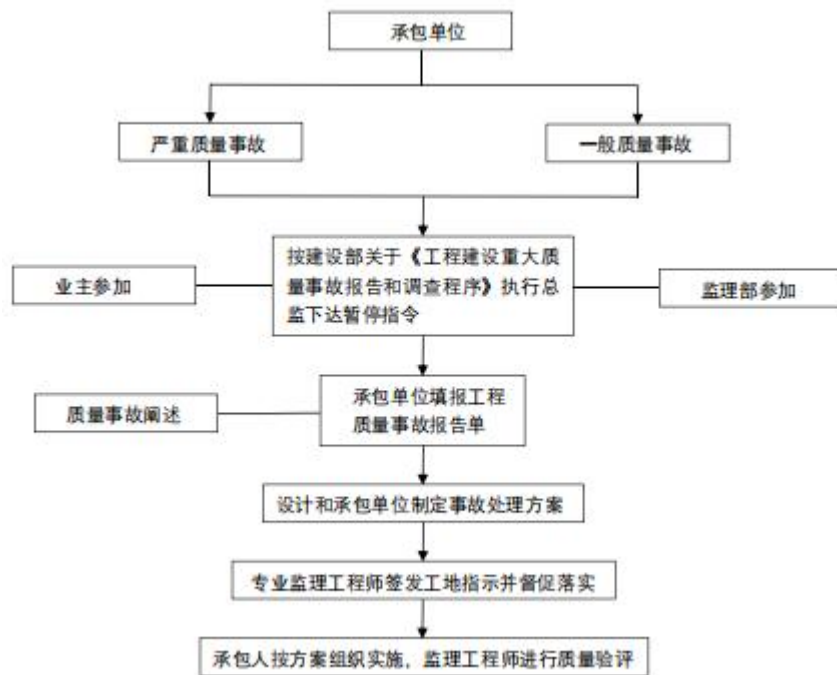 承包单位
严重质量事故
一般质量事故
按建设部关于《工程建设重大质
量事故报告和调查程序》执行总
监下达暂停指令
业主参加
监理部参加
承包单位填报工程
质量事故报告单
质量事故阐述
设计和承包单位制定事故处理方案
专业监理工程师签发工地指示并督促落实
承包人按方案组织实施，监理工程师进行质量验评